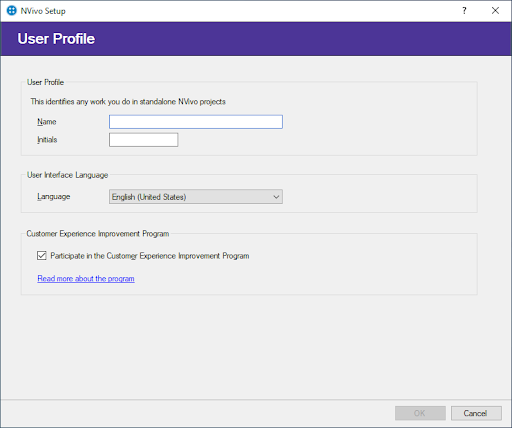 NVivo Setup
?
User Profile
User Profile
This identifies any work you do in standalone NVivo projects
Name
Initials
User Interface Language
Language English (United States)
Customer Experience Improvement Program
Participate in the Customer Experience Improvement Program
Read more about the program
OK Cancel